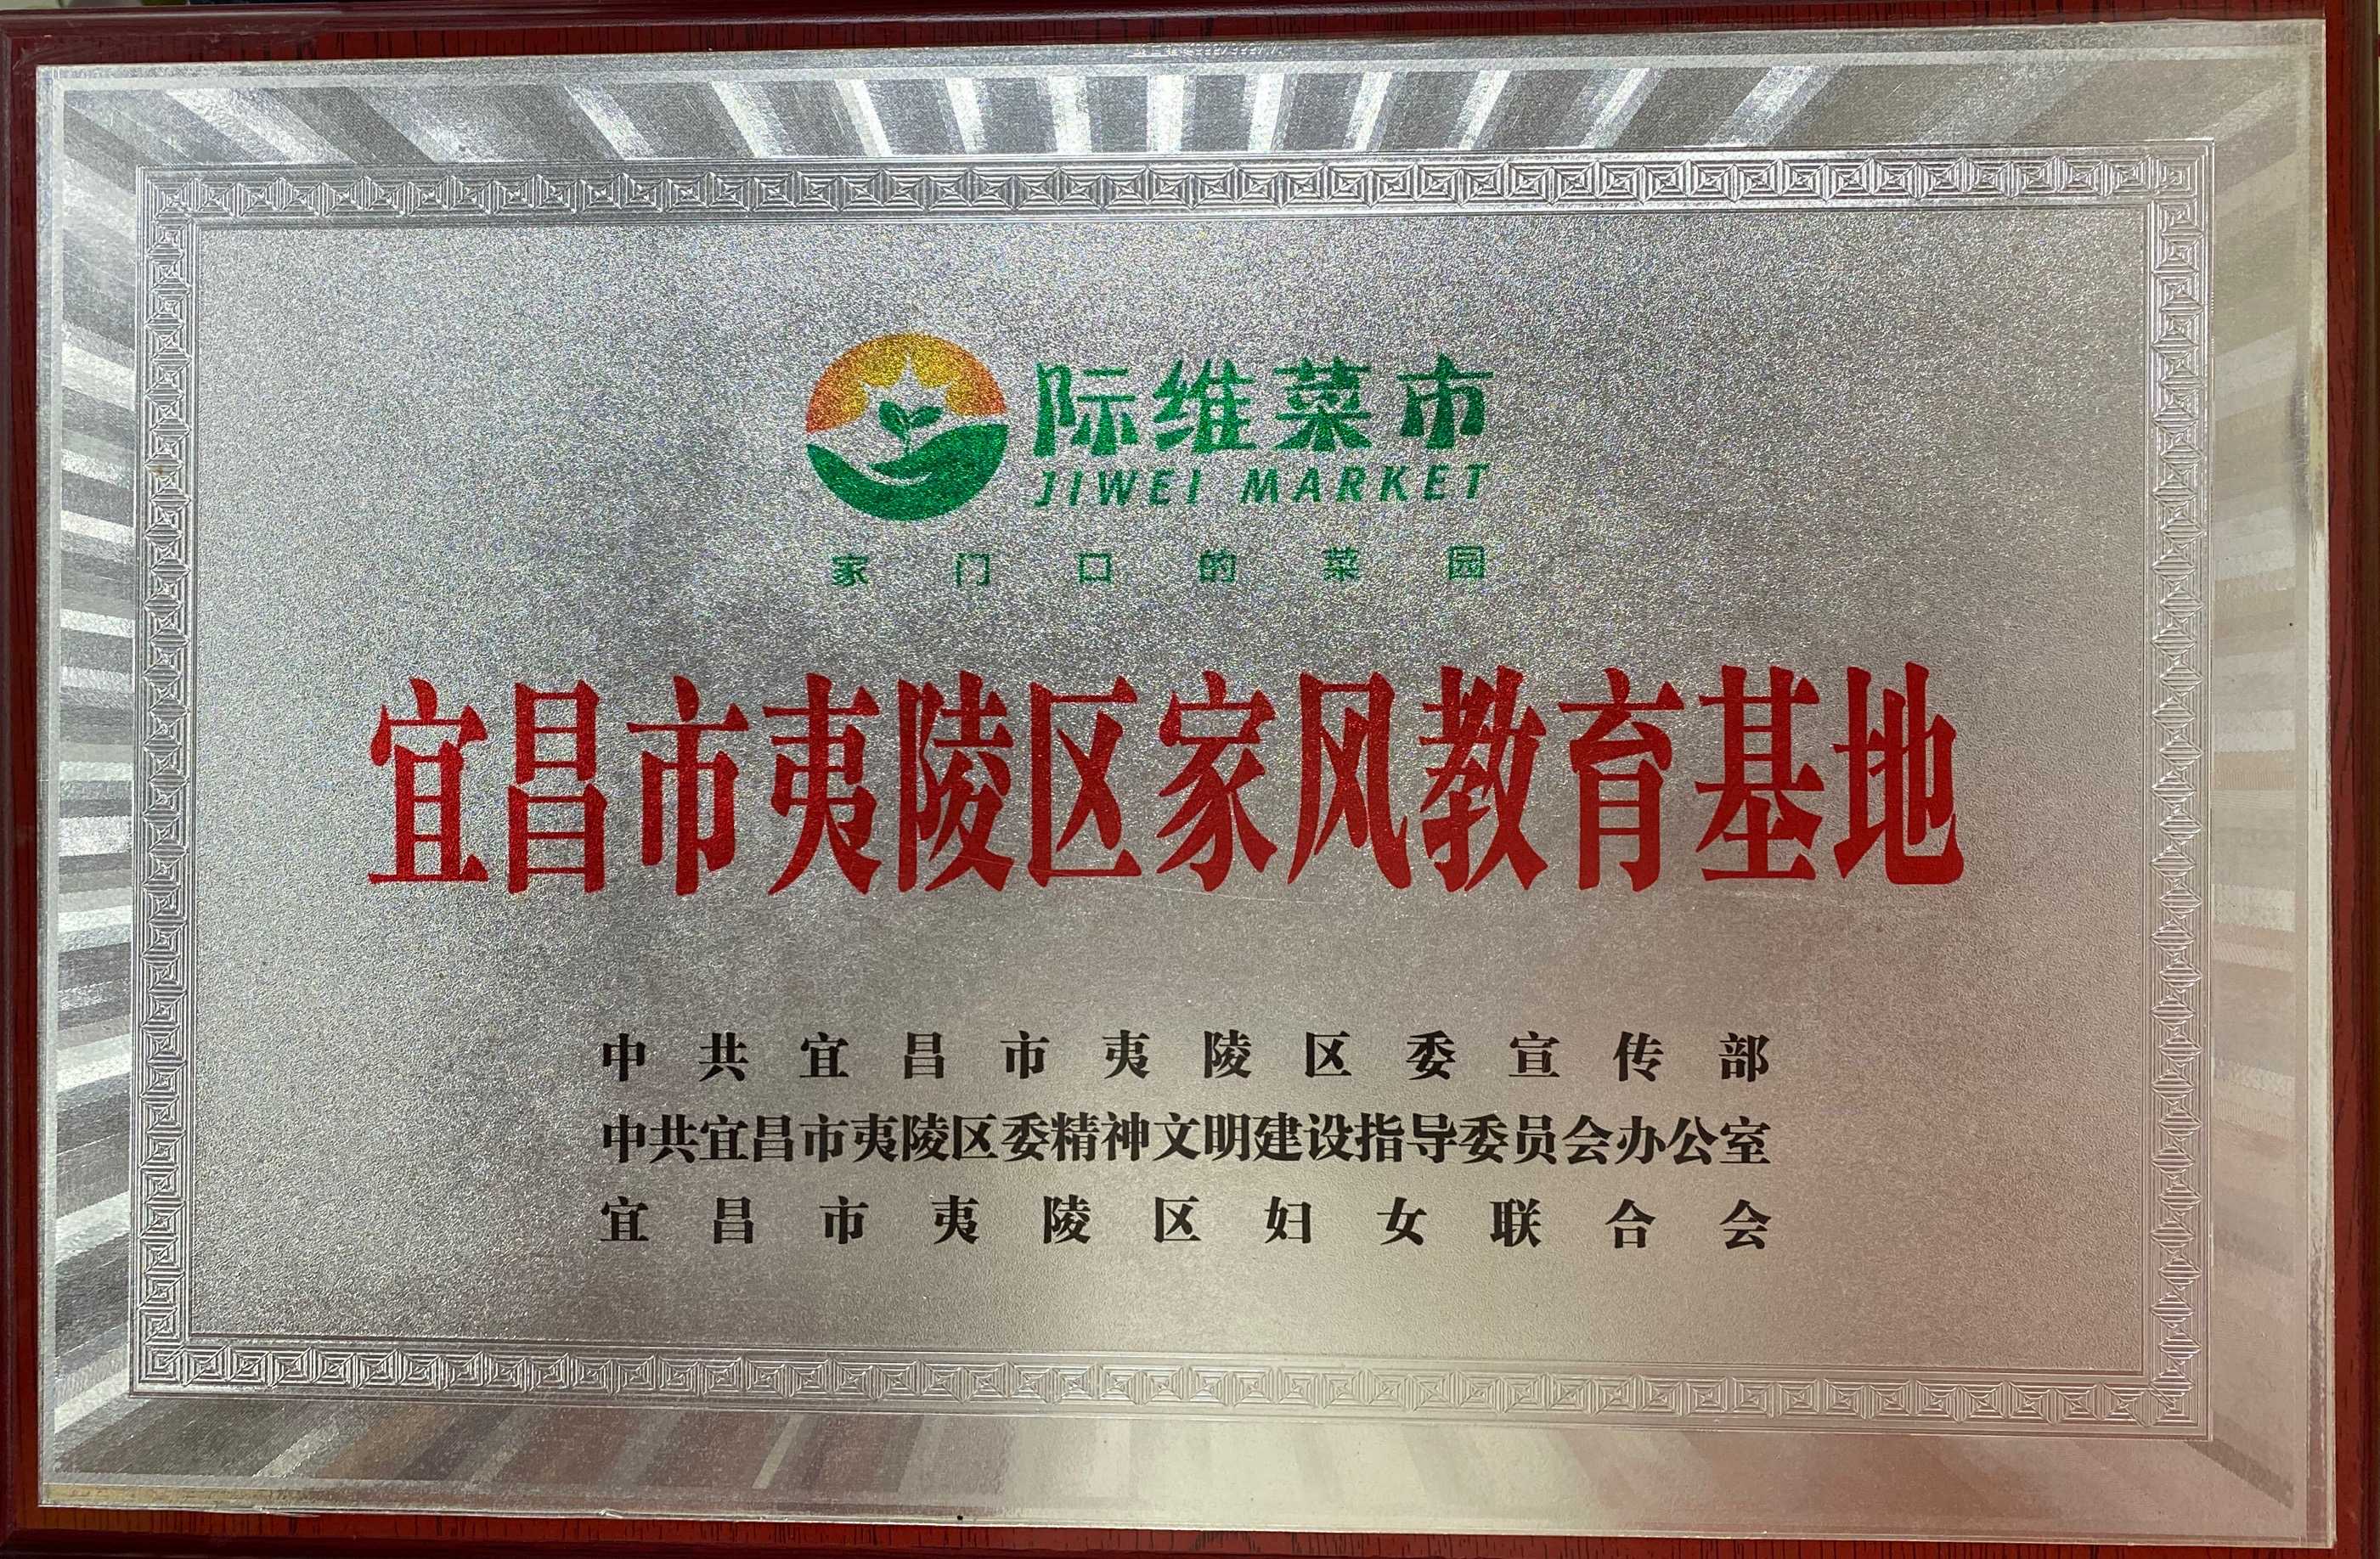 际维菜市
JIWEI MARKET
家门口的菜园
宜昌市夷陵区家风教育基地
中共宜昌市夷陵区委宣传部
中共宜昌市夷陵区委精神文明建设指导委员会办公室
宜昌市夷陵区妇女联合会